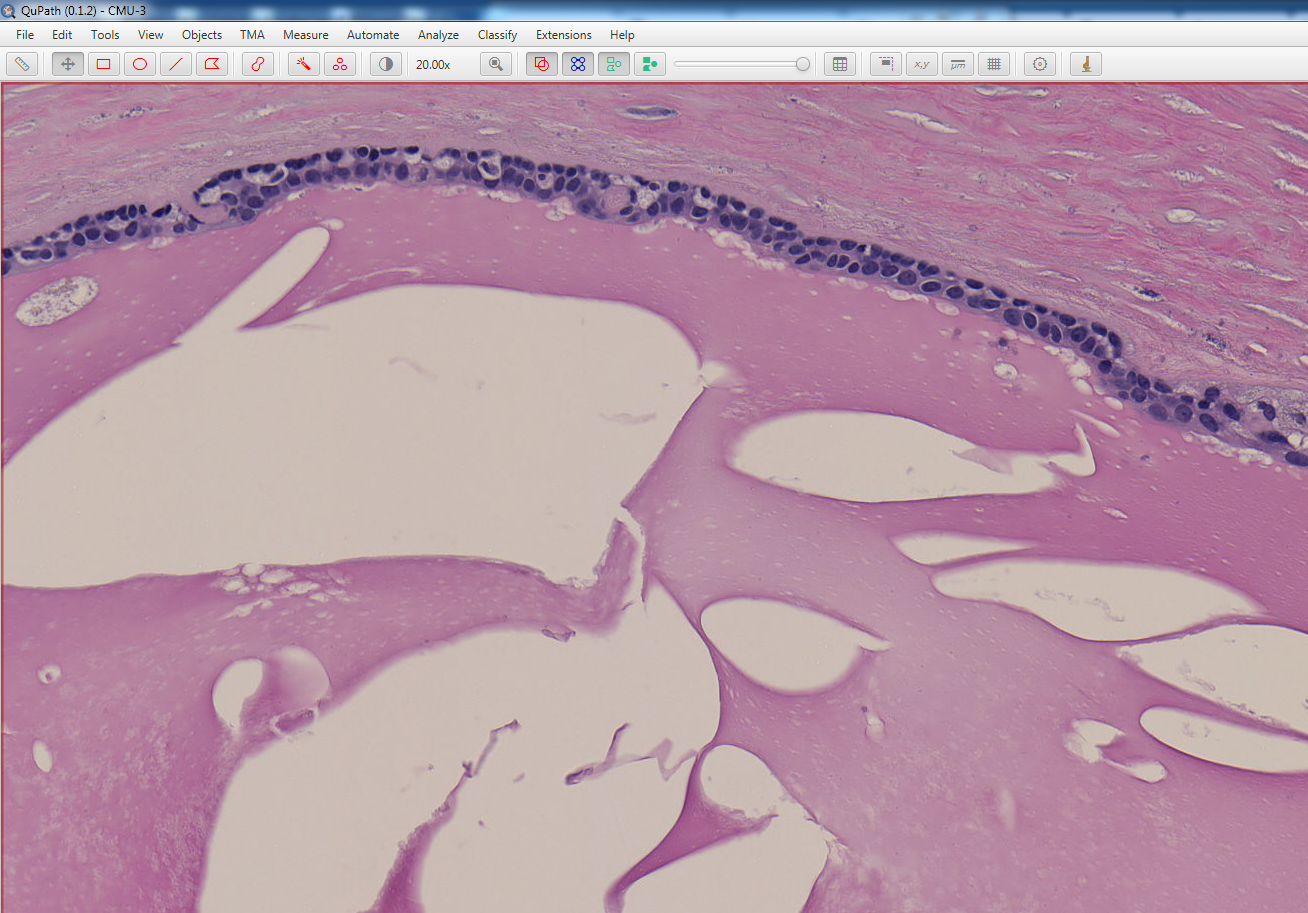 QuPath (0.1.2) - CMU-3
File Edit Tools View Objects TMA Measure Automate Analyze Classify Extensions Help
20.00x x,y µm